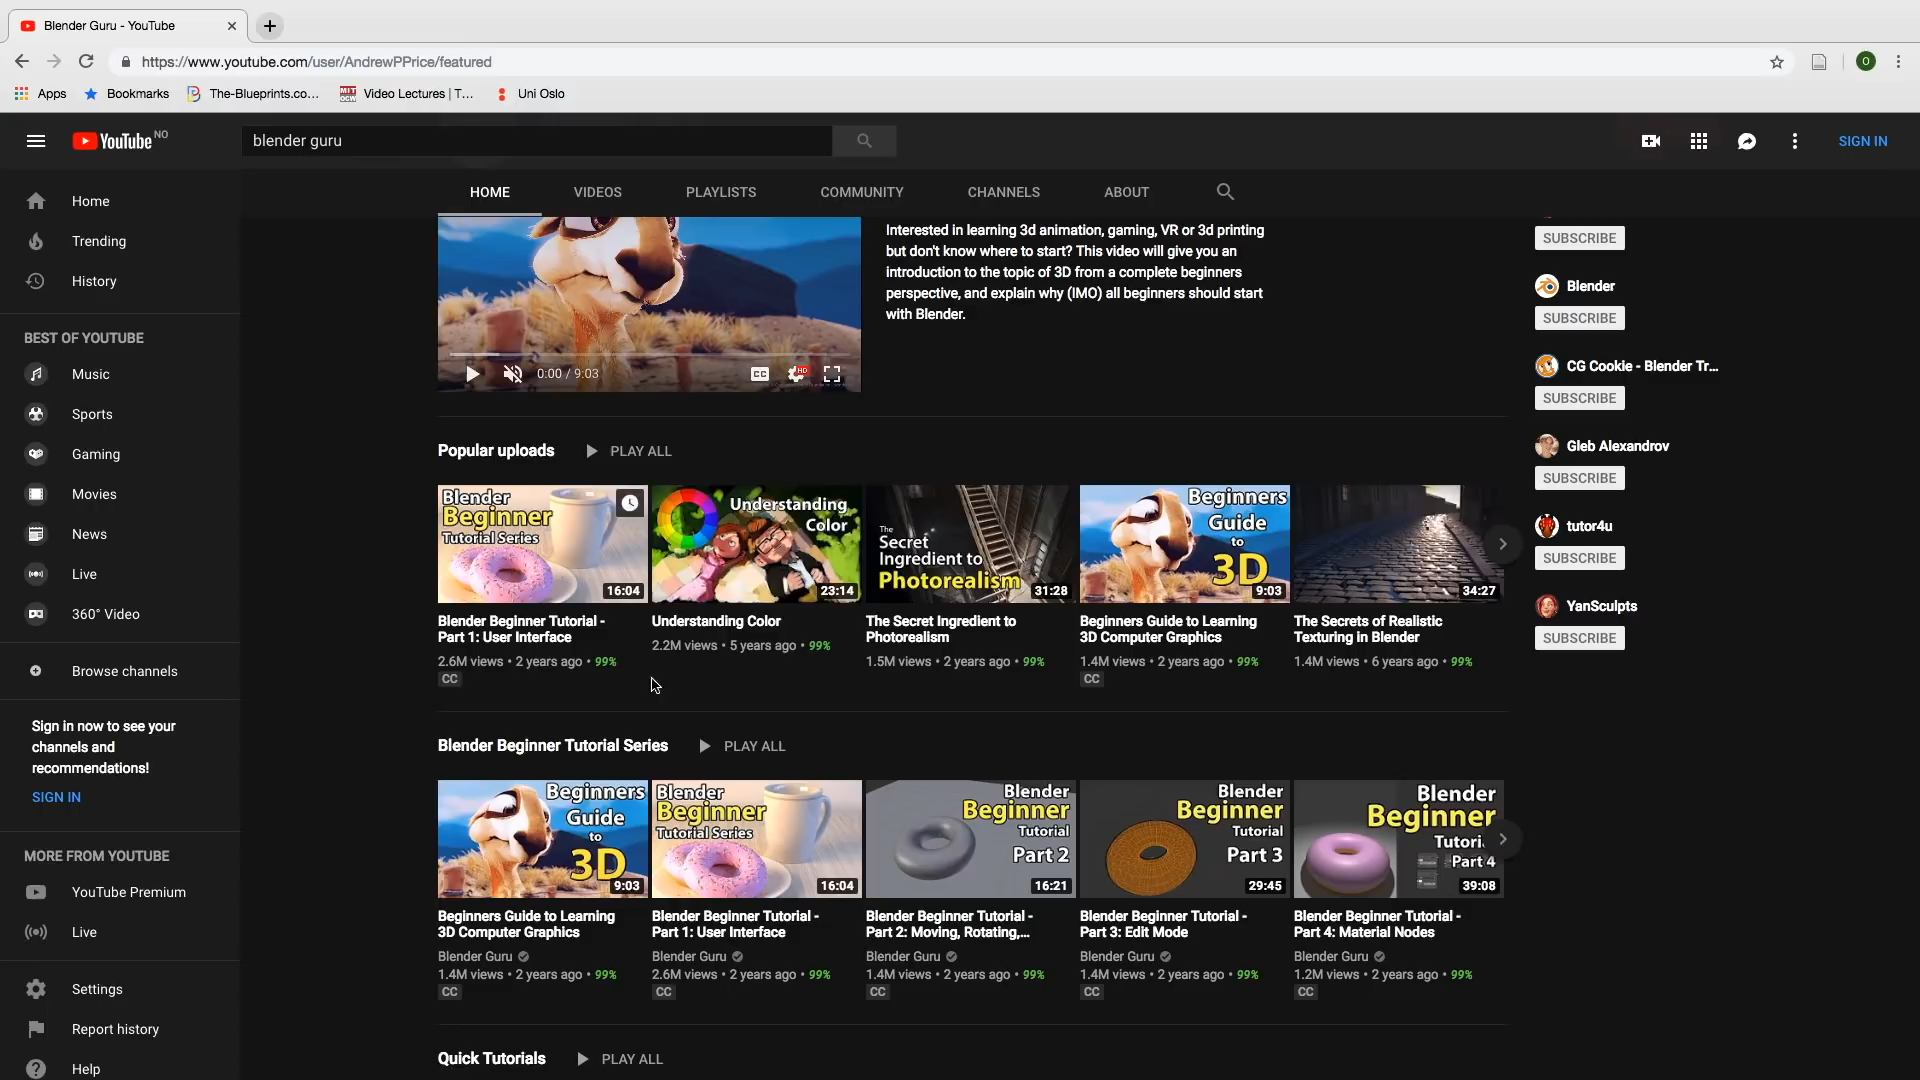 Blender Guru - YouTube
https://www.youtube.com/user/AndrewPPrice/featured
O
Apps
Bookmarks
The-Blueprints.co...
MIT
OCW
Video Lectures | T...
Uni Oslo
YouTube NO
blender guru
SIGN IN
HOME
VIDEOS
PLAYLISTS
COMMUNITY
CHANNELS
ABOUT
Home
Trending
History
BEST OF YOUTUBE
Music
Sports
Gaming
Movies
News
Live
360° Video
Browse channels
Sign in now to see your
channels and
recommendations!
SIGN IN
MORE FROM YOUTUBE
YouTube Premium
Live
Settings
Report history
Help
0:00 / 9:03
CC
HD
Interested in learning 3d animation, gaming, VR or 3d printing
but don't know where to start? This video will give you an
introduction to the topic of 3D from a complete beginners
perspective, and explain why (IMO) all beginners should start
with Blender.
Popular uploads
PLAY ALL
Blender
Beginner
Tutorial Series
16:04
Blender Beginner Tutorial -
Part 1: User Interface
2.6M views • 2 years ago • 99%
CC
Understanding
Color
23:14
Understanding Color
2.2M views • 5 years ago • 99%
The
Secret
Ingredient to
Photorealism
31:28
The Secret Ingredient to
Photorealism
1.5M views • 2 years ago • 99%
Beginners
Guide
to
3D
9:03
Beginners Guide to Learning
3D Computer Graphics
1.4M views • 2 years ago • 99%
CC
34:27
The Secrets of Realistic
Texturing in Blender
1.4M views • 6 years ago • 99%
Blender Beginner Tutorial Series
PLAY ALL
Beginners
Guide
to
3D
9:03
Beginners Guide to Learning
3D Computer Graphics
Blender Guru
1.4M views • 2 years ago • 99%
CC
Blender
Beginner
Tutorial Series
16:04
Blender Beginner Tutorial -
Part 1: User Interface
Blender Guru
2.6M views • 2 years ago • 99%
CC
Blender
Beginner
Tutorial
Part 2
16:21
Blender Beginner Tutorial -
Part 2: Moving, Rotating,...
Blender Guru
1.4M views • 2 years ago • 99%
CC
Blender
Beginner
Tutorial
Part 3
29:45
Blender Beginner Tutorial -
Part 3: Edit Mode
Blender Guru
1.4M views • 2 years ago • 99%
CC
Blender
Beginner
Tutori
Part 4
39:08
Blender Beginner Tutorial -
Part 4: Material Nodes
Blender Guru
1.2M views • 2 years ago • 99%
CC
Quick Tutorials
PLAY ALL
SUBSCRIBE
Blender
SUBSCRIBE
CG Cookie - Blender Tr...
SUBSCRIBE
Gleb Alexandrov
SUBSCRIBE
tutor4u
SUBSCRIBE
YanSculpts
SUBSCRIBE